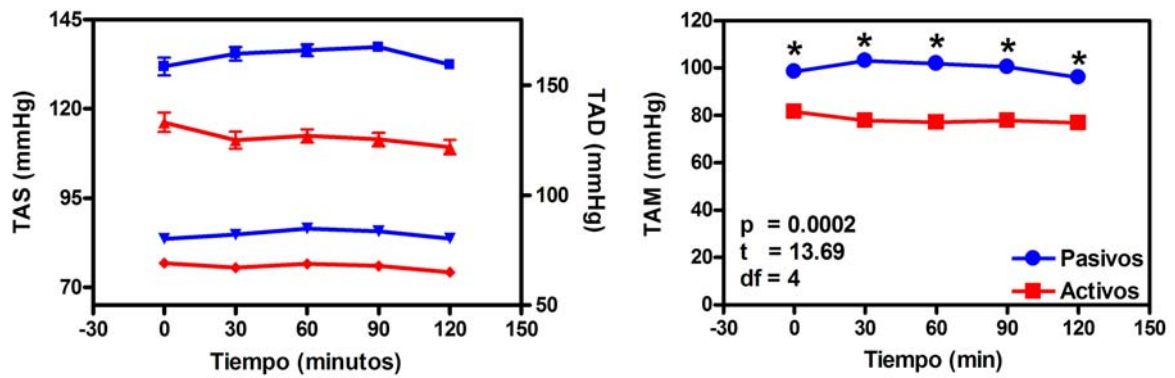 145
120
95
70
TAS (mmHg)
150
100
50
TAD (mmHg)
-30 0 30 60 90 120 150
Tiempo (minutos)
120
100
80
60
40
20
0
TAM (mmHg)
* * * * *
p = 0.0002
t = 13.69
df = 4
Pasivos
Activos
-30 0 30 60 90 120 150
Tiempo (min)